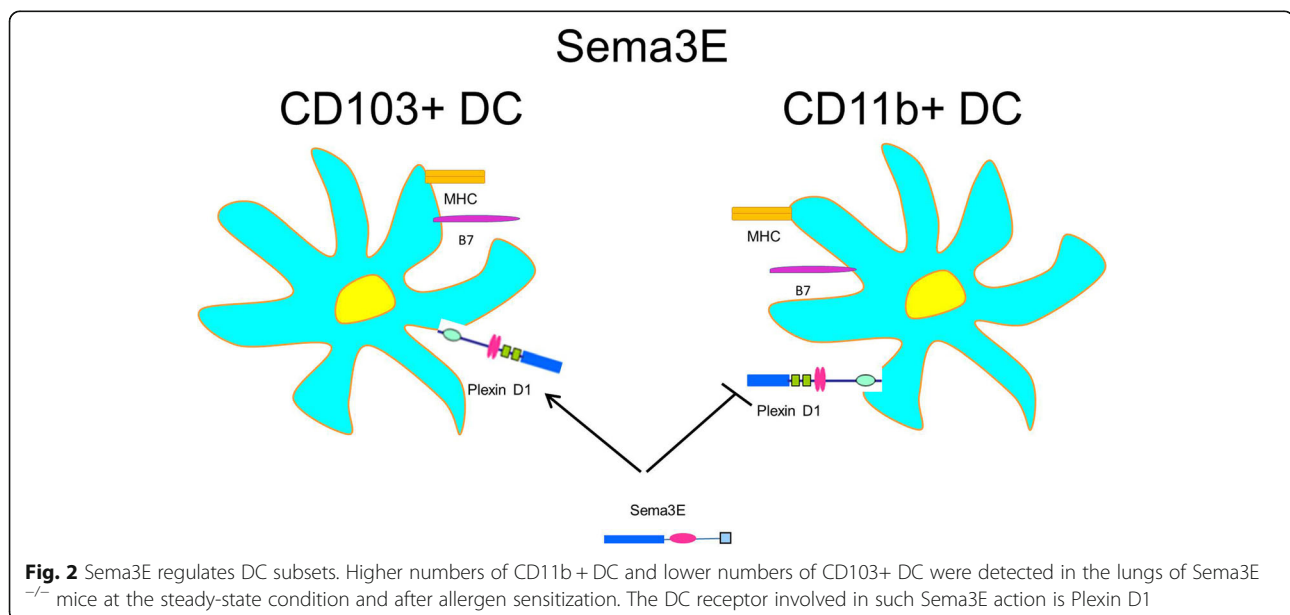 Sema3E
CD103+ DC
CD11b+ DC
MHC
B7
Plexin D1
MHC
B7
Plexin D1
Sema3E
Fig. 2 Sema3E regulates DC subsets. Higher numbers of CD11b + DC and lower numbers of CD103+ DC were detected in the lungs of Sema3E
−/− mice at the steady-state condition and after allergen sensitization. The DC receptor involved in such Sema3E action is Plexin D1